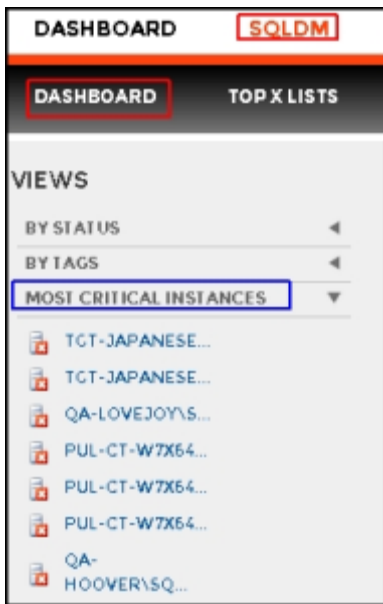 DASHBOARD SQLDM
DASHBOARD TOP X LISTS
VIEWS
BY STATUS
BY TAGS
MOST CRITICAL INSTANCES
TCT-JAPANESE...
TCT-JAPANESE...
QA-LOVEJOY\S...
PUL-CT-W7X64...
PUL-CT-W7X64...
PUL-CT-W7X64...
QA-
HOOVER\SQ...